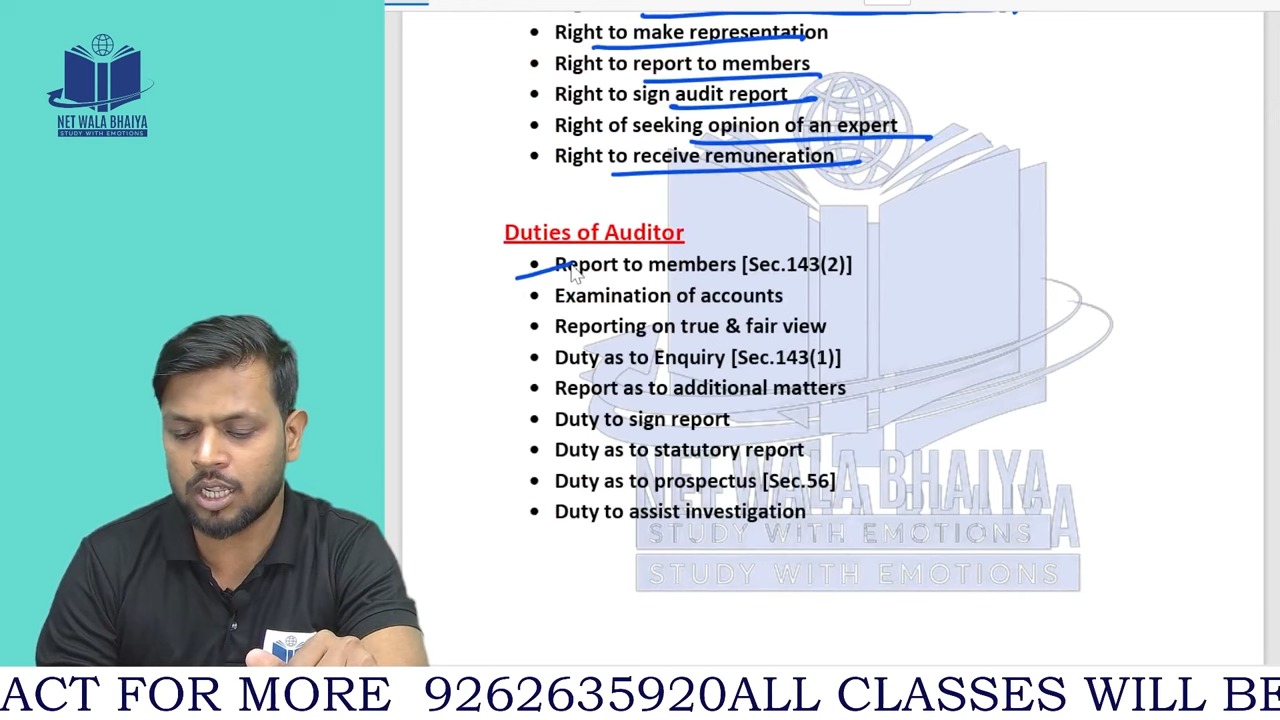 NET WALA BHAIYA
STUDY WITH EMOTIONS
• Right to make representation
• Right to report to members
• Right to sign audit report
• Right of seeking opinion of an expert
• Right to receive remuneration
Duties of Auditor
• Report to members [Sec.143(2)]
• Examination of accounts
• Reporting on true & fair view
• Duty as to Enquiry [Sec.143(1)]
• Report as to additional matters
• Duty to sign report
• Duty as to statutory report
• Duty as to prospectus [Sec.56]
• Duty to assist investigation
NET WALA BHAIYA
STUDY WITH EMOTIONS
STUDY WITH EMOTIONS
ACT FOR MORE 9262635920ALL CLASSES WILL BE